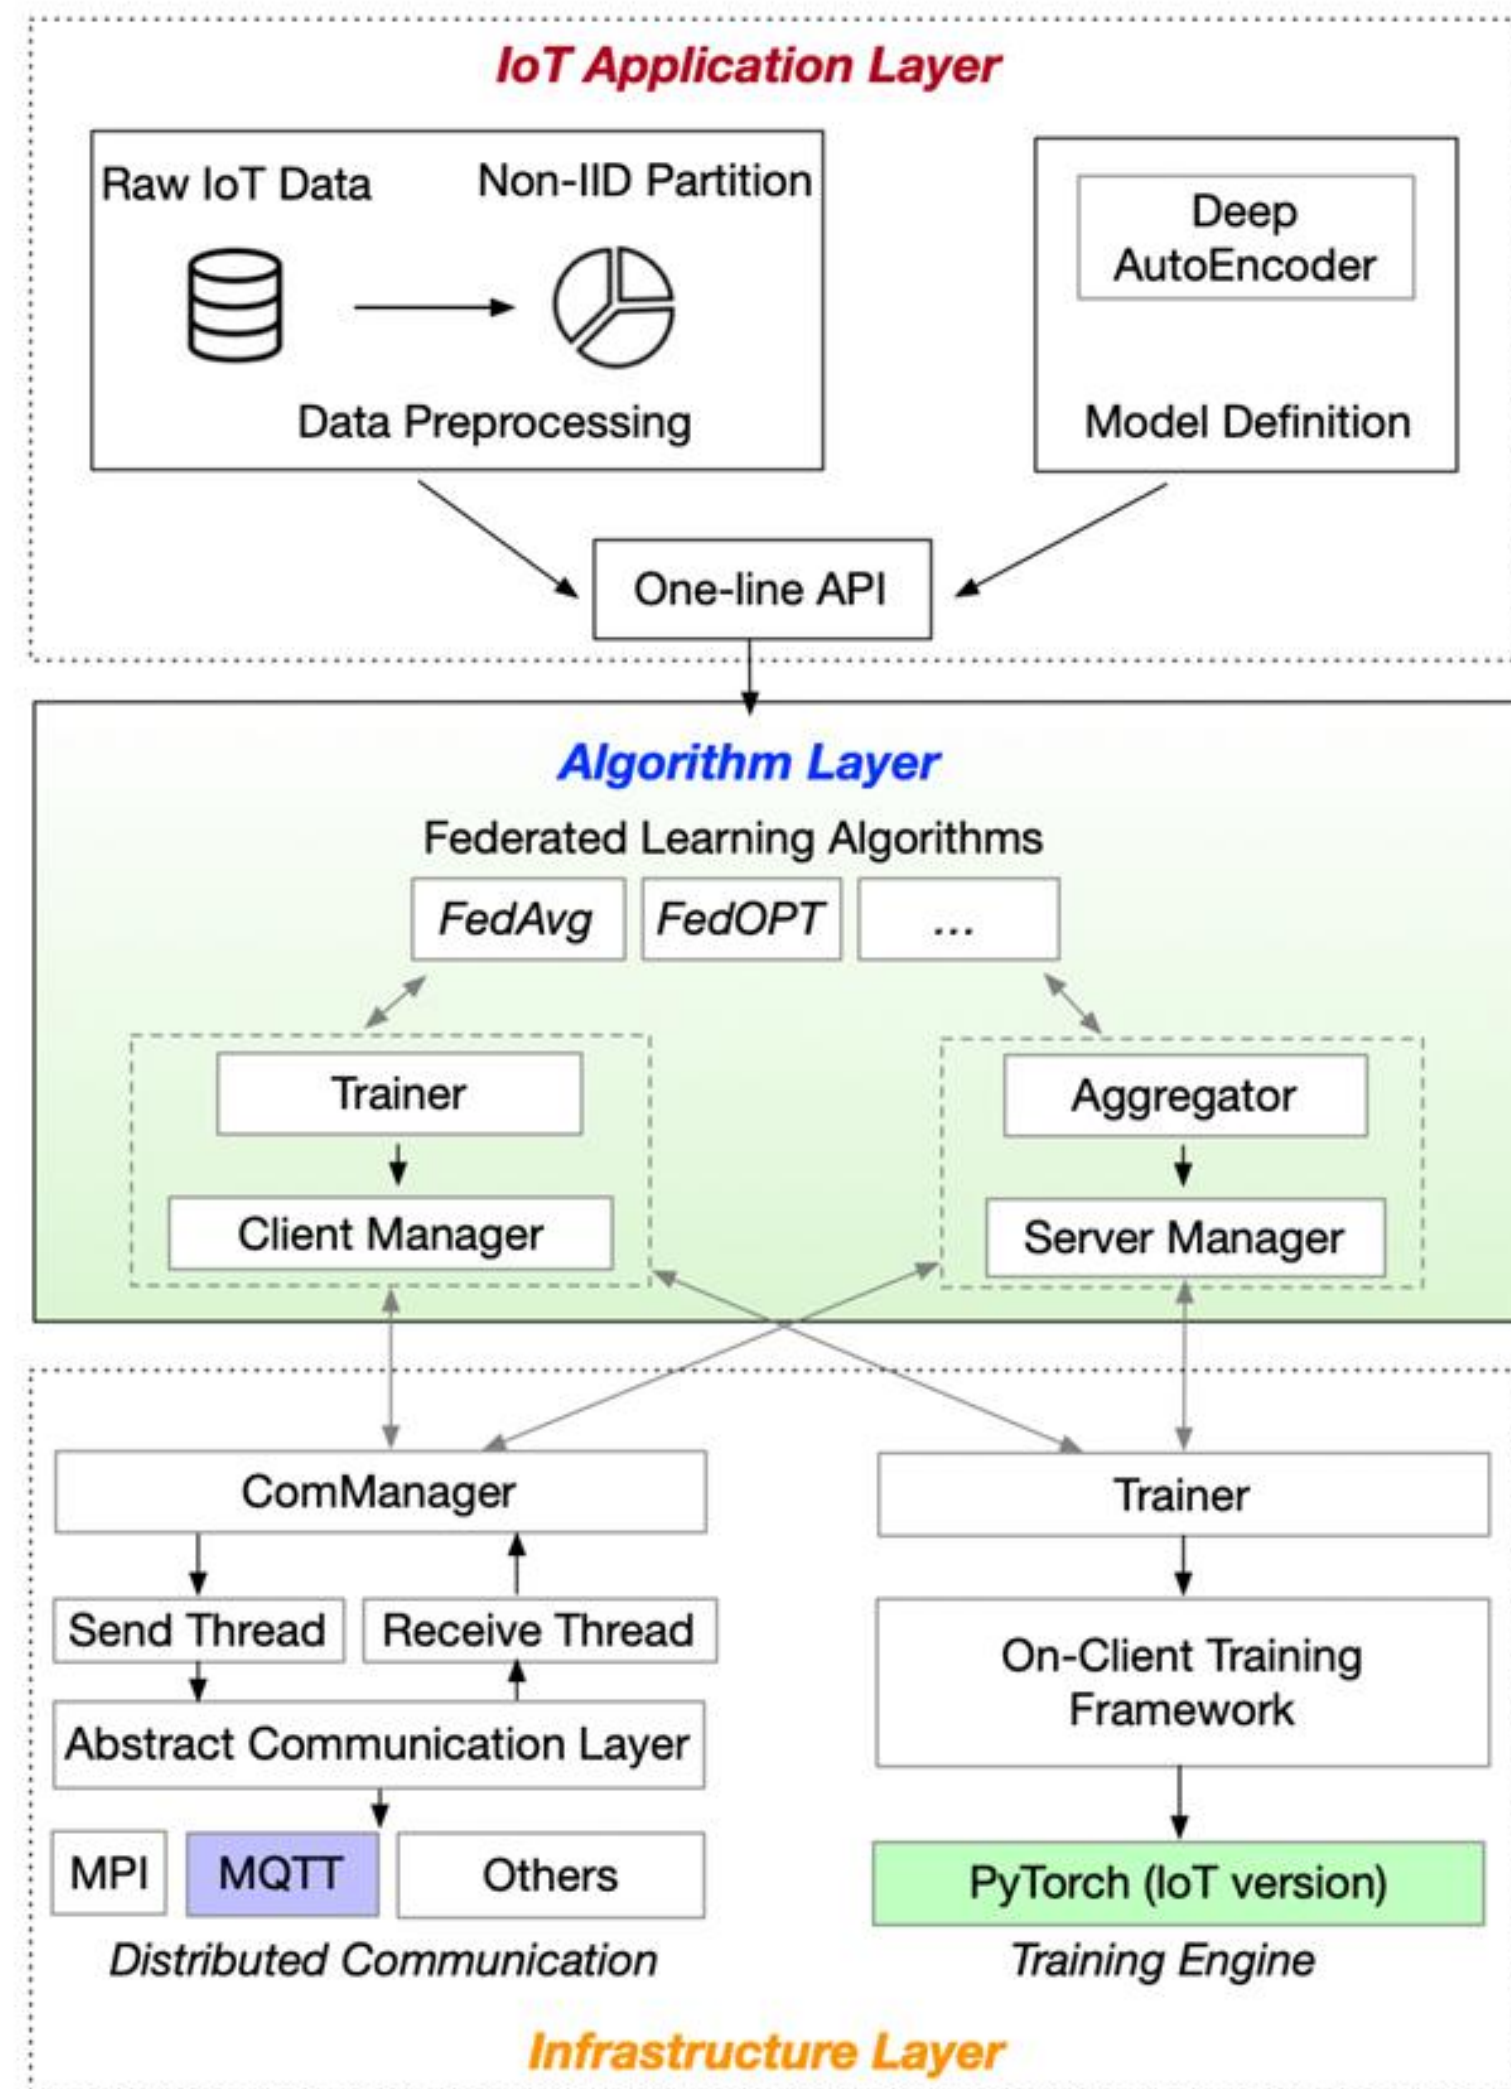 IoT Application Layer
Raw IoT Data
Non-IID Partition
Data Preprocessing
Deep
AutoEncoder
Model Definition
One-line API
Algorithm Layer
Federated Learning Algorithms
FedAvg
FedOPT
...
Trainer
Client Manager
Aggregator
Server Manager
ComManager
Send Thread
Receive Thread
Abstract Communication Layer
MPI
MQTT
Others
Distributed Communication
Trainer
On-Client Training
Framework
PyTorch (IoT version)
Training Engine
Infrastructure Layer